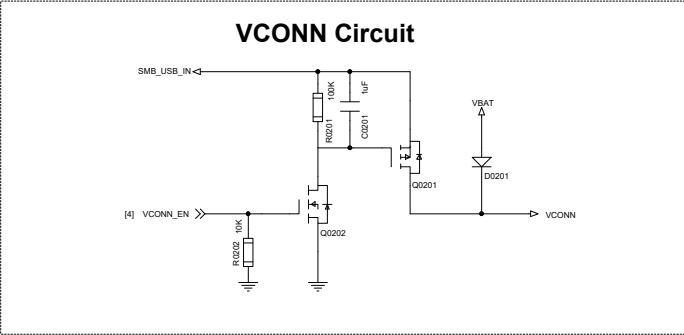 VCONN Circuit
SMB_USB_IN
100K
1uF
R0201
C0201
VBAT
D0201
Q0201
VCONN
[4] VCONN_EN
10K
R0202
Q0202